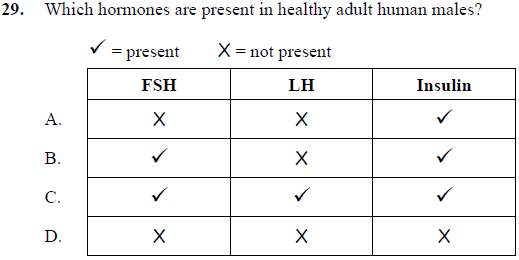 29. Which hormones are present in healthy adult human males?
✓ = present X = not present
FSH LH Insulin
A. X X ✓
B. ✓ X ✓
C. ✓ ✓ ✓
D. X X X